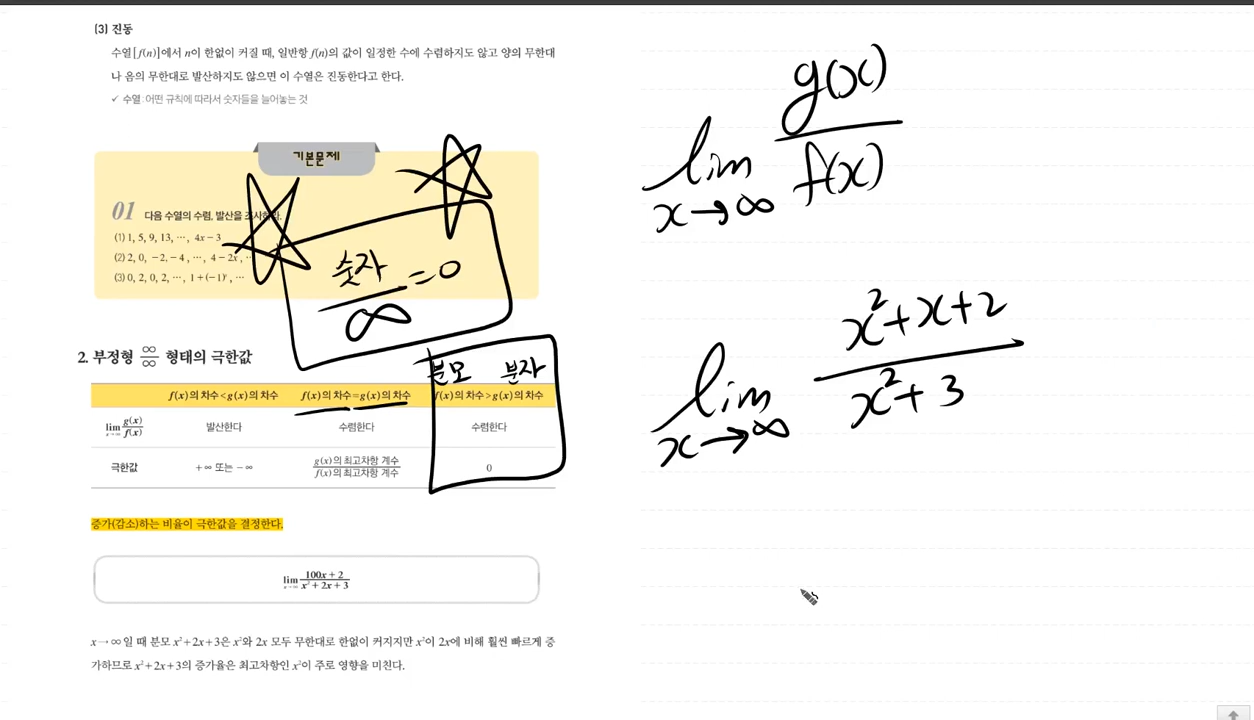 (3) 진동
수열[f(n)]에서 n이 한없이 커질 때, 일반항 f(n)의 값이 일정한 수에 수렴하지도 않고 양의 무한대
나 음의 무한대로 발산하지도 않으면 이 수열은 진동한다고 한다.
✓ 수열 : 어떤 규칙에 따라서 숫자들을 늘어놓는 것
기본문제
01 다음 수열의 수렴, 발산을 조사하라.
(1) 1, 5, 9, 13, ⋯, 4x-3
(2) 2, 0, -2, -4, ⋯, 4-2x, ⋯
(3) 0, 2, 0, 2, ⋯, 1+(-1)ˣ, ⋯
숫자/∞ = 0
2. 부정형 ∞/∞ 형태의 극한값
분모 분자
f(x)의 차수<g(x)의 차수 f(x)의 차수=g(x)의 차수 f(x)의 차수>g(x)의 차수
lim x→∞ g(x)/f(x) 발산한다 수렴한다 수렴한다
극한값 +∞ 또는 -∞ g(x)의 최고차항 계수/f(x)의 최고차항 계수 0
증가(감소)하는 비율이 극한값을 결정한다.
lim x→∞ 100x+2/x²+2x+3
x→∞일 때 분모 x²+2x+3은 x²와 2x 모두 무한대로 한없이 커지지만 x²이 2x에 비해 훨씬 빠르게 증
가하므로 x²+2x+3의 증가율은 최고차항인 x²이 주로 영향을 미친다.
lim x→∞ g(x)/f(x)
lim x→∞ x²+x+2/x²+3